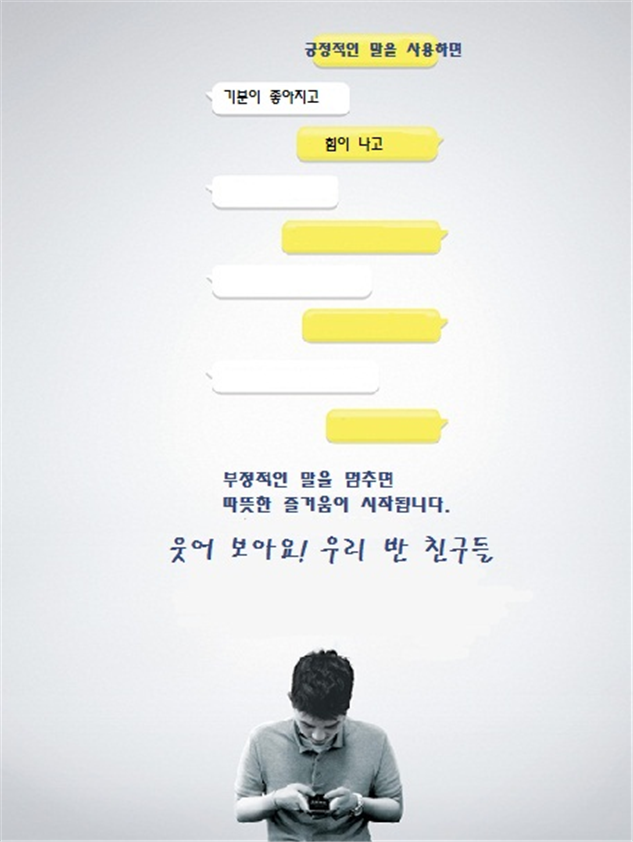 긍정적인 말을 사용하면
기분이 좋아지고
힘이 나고
부정적인 말을 멈추면
따뜻한 즐거움이 시작됩니다.
웃어 보아요! 우리 반 친구들